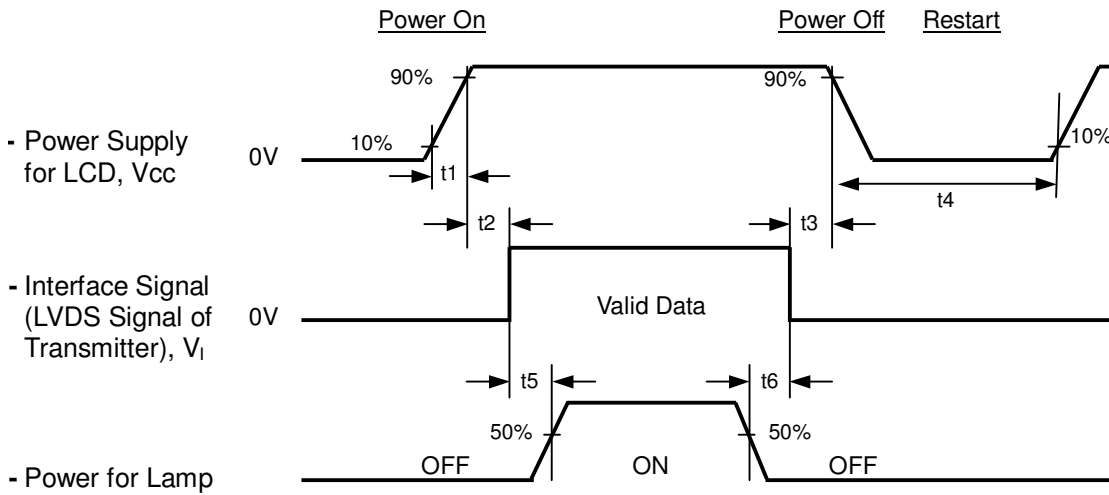 Power On
Power Off
Restart
90%
90%
- Power Supply
for LCD, Vcc
0V
10%
10%
t1
t4
t2
t3
- Interface Signal
(LVDS Signal of
Transmitter), VI
0V
Valid Data
t5
t6
50%
50%
- Power for Lamp
OFF
ON
OFF